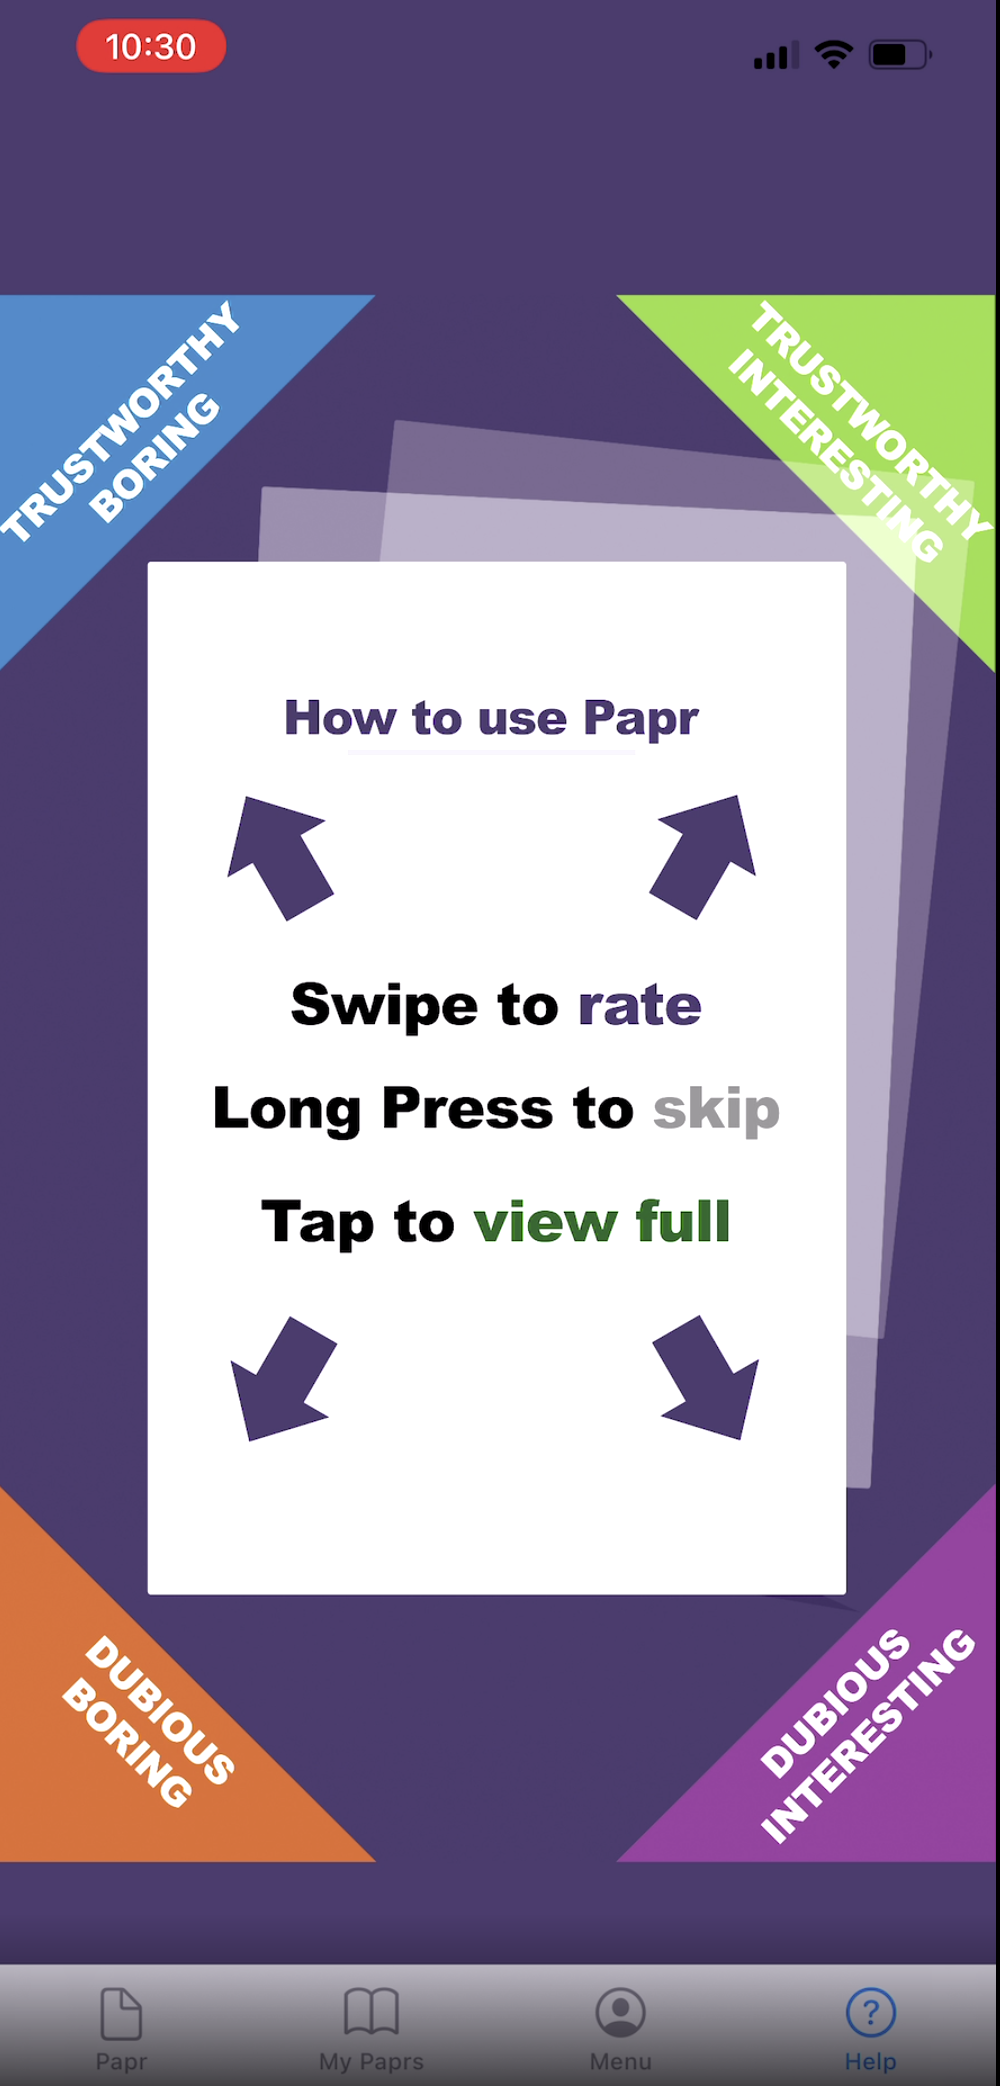 10:30
TRUSTWORTHY
BORING
TRUSTWORTHY
INTERESTING
How to use Papr
Swipe to rate
Long Press to skip
Tap to view full
DUBIOUS
BORING
DUBIOUS
INTERESTING
Papr
My Paprs
Menu
?
Help